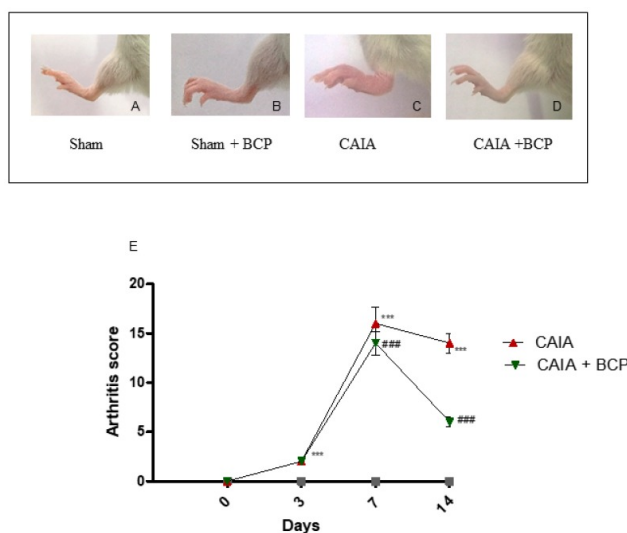 A
B
C
D
Sham
Sham + BCP
CAIA
CAIA +BCP
E
20
15
10
5
0
Arthritis score
***
***
###
***
###
CAIA
CAIA + BCP
0
3
7
14
Days